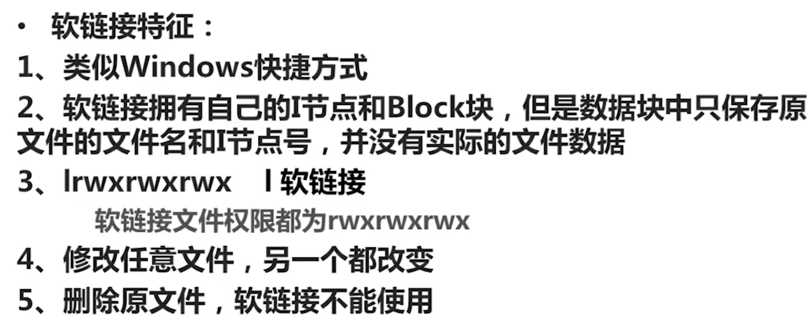 • 软链接特征：
1、类似Windows快捷方式
2、软链接拥有自己的I节点和Block块，但是数据块中只保存原
文件的文件名和I节点号，并没有实际的文件数据
3、lrwxrwxrwx l 软链接
软链接文件权限都为rwxrwxrwx
4、修改任意文件，另一个都改变
5、删除原文件，软链接不能使用